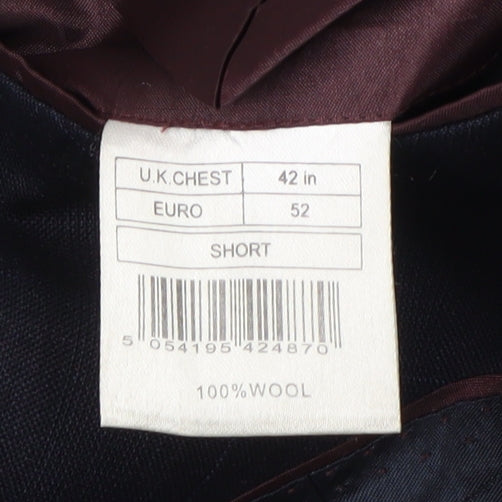 U.K.CHEST 42 in
EURO 52
SHORT
5 054195 424870
100%WOOL